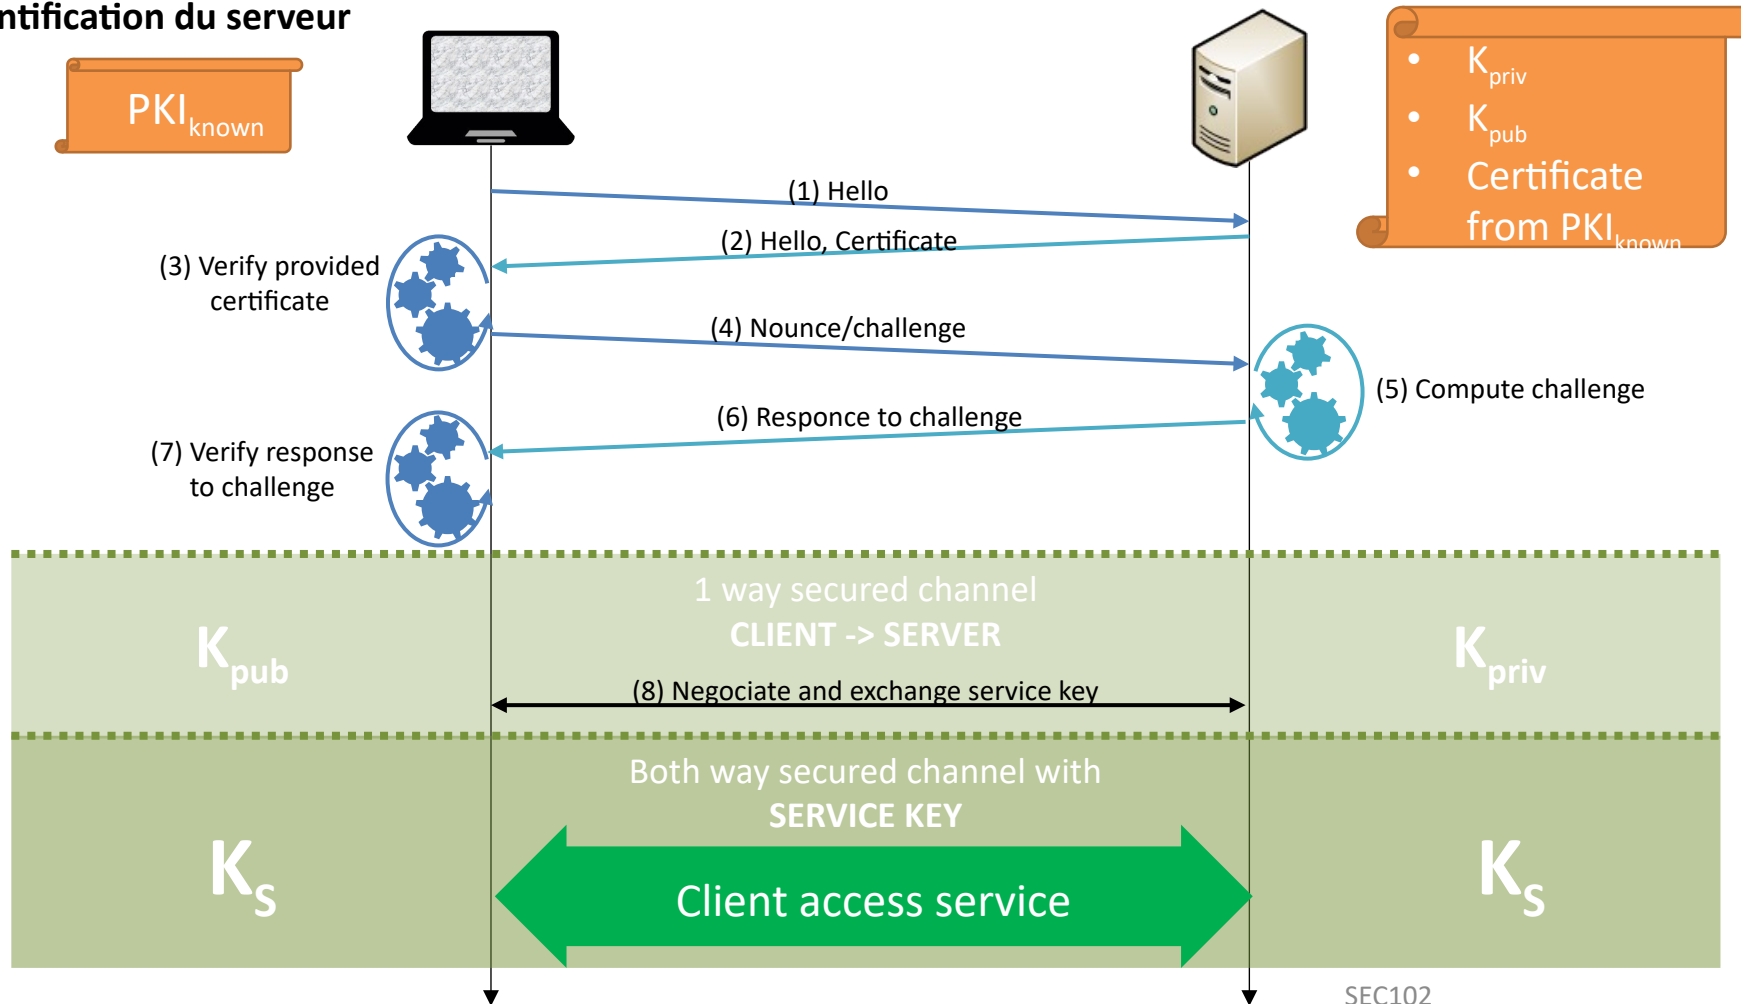 ntification du serveur
PKIknown
• Kpriv
• Kpub
• Certificate
from PKIknown
(1) Hello
(2) Hello, Certificate
(3) Verify provided
certificate
(4) Nounce/challenge
(5) Compute challenge
(6) Responce to challenge
(7) Verify response
to challenge
1 way secured channel
CLIENT -> SERVER
Kpub
Kpriv
(8) Negociate and exchange service key
Both way secured channel with
SERVICE KEY
KS
KS
Client access service
SEC102